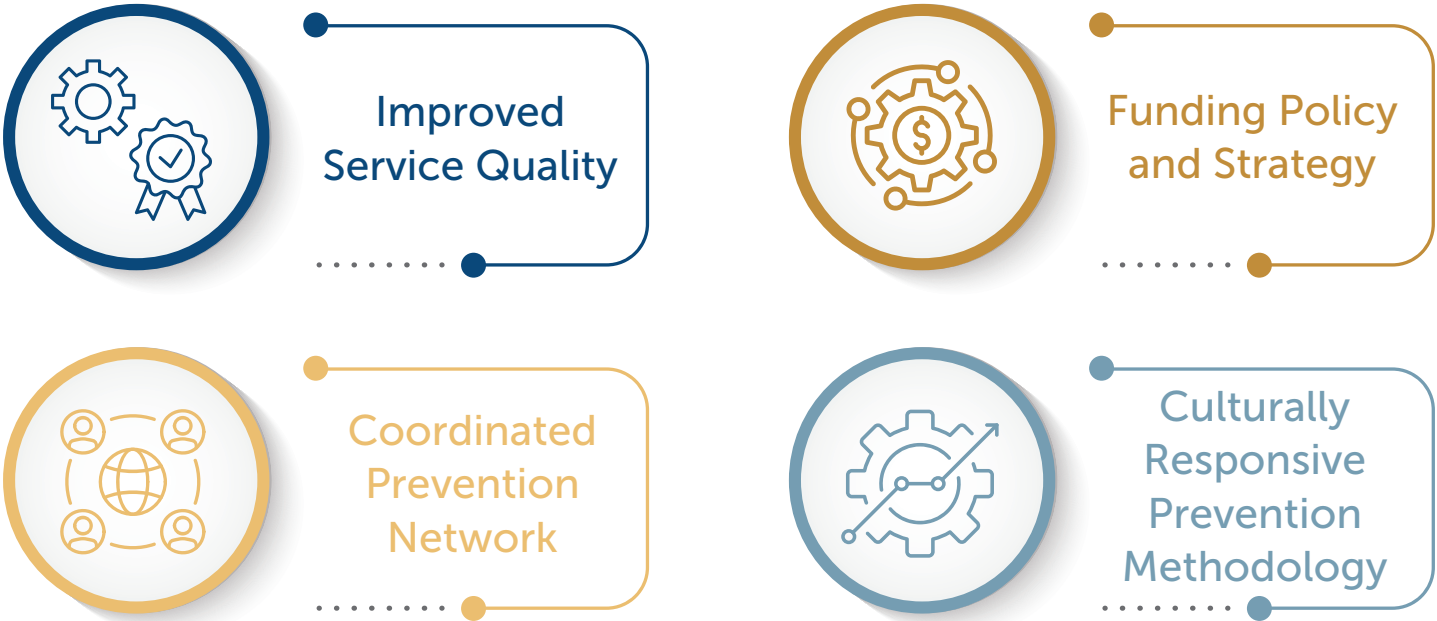 Improved
Service Quality
Funding Policy
and Strategy
$
Coordinated
Prevention
Network
Culturally
Responsive
Prevention
Methodology